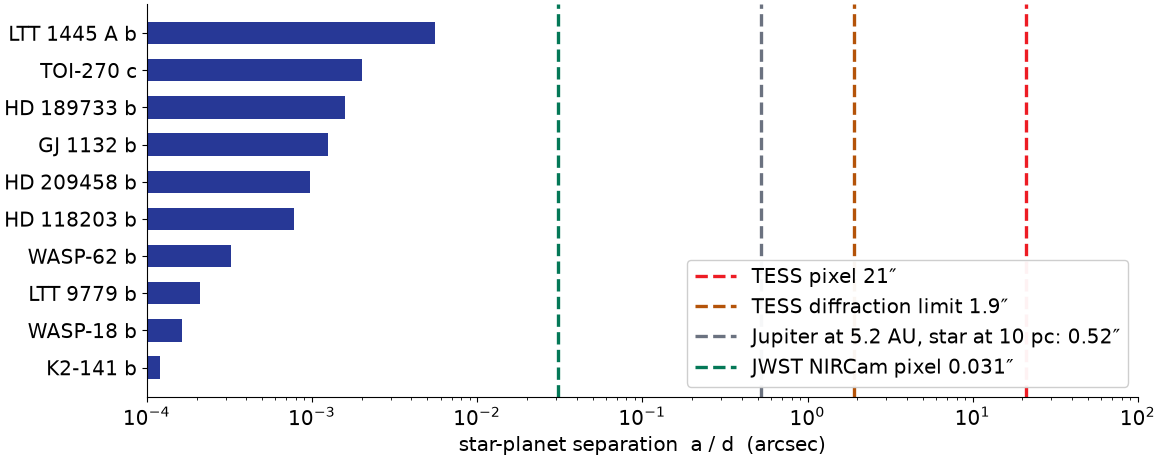 LTT 1445 A b
TOI-270 c
HD 189733 b
GJ 1132 b
HD 209458 b
HD 118203 b
WASP-62 b
LTT 9779 b
WASP-18 b
K2-141 b
TESS pixel 21″
TESS diffraction limit 1.9″
Jupiter at 5.2 AU, star at 10 pc: 0.52″
JWST NIRCam pixel 0.031″
10⁻⁴ 10⁻³ 10⁻² 10⁻¹ 10⁰ 10¹ 10²
star-planet separation a / d (arcsec)